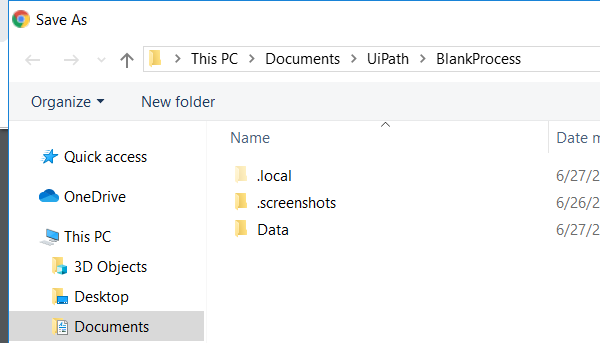 Save As
This PC > Documents > UiPath > BlankProcess
Organize New folder
Name Date m
Quick access
OneDrive
This PC
3D Objects
Desktop
Documents
.local 6/27/2
.screenshots 6/26/2
Data 6/27/2